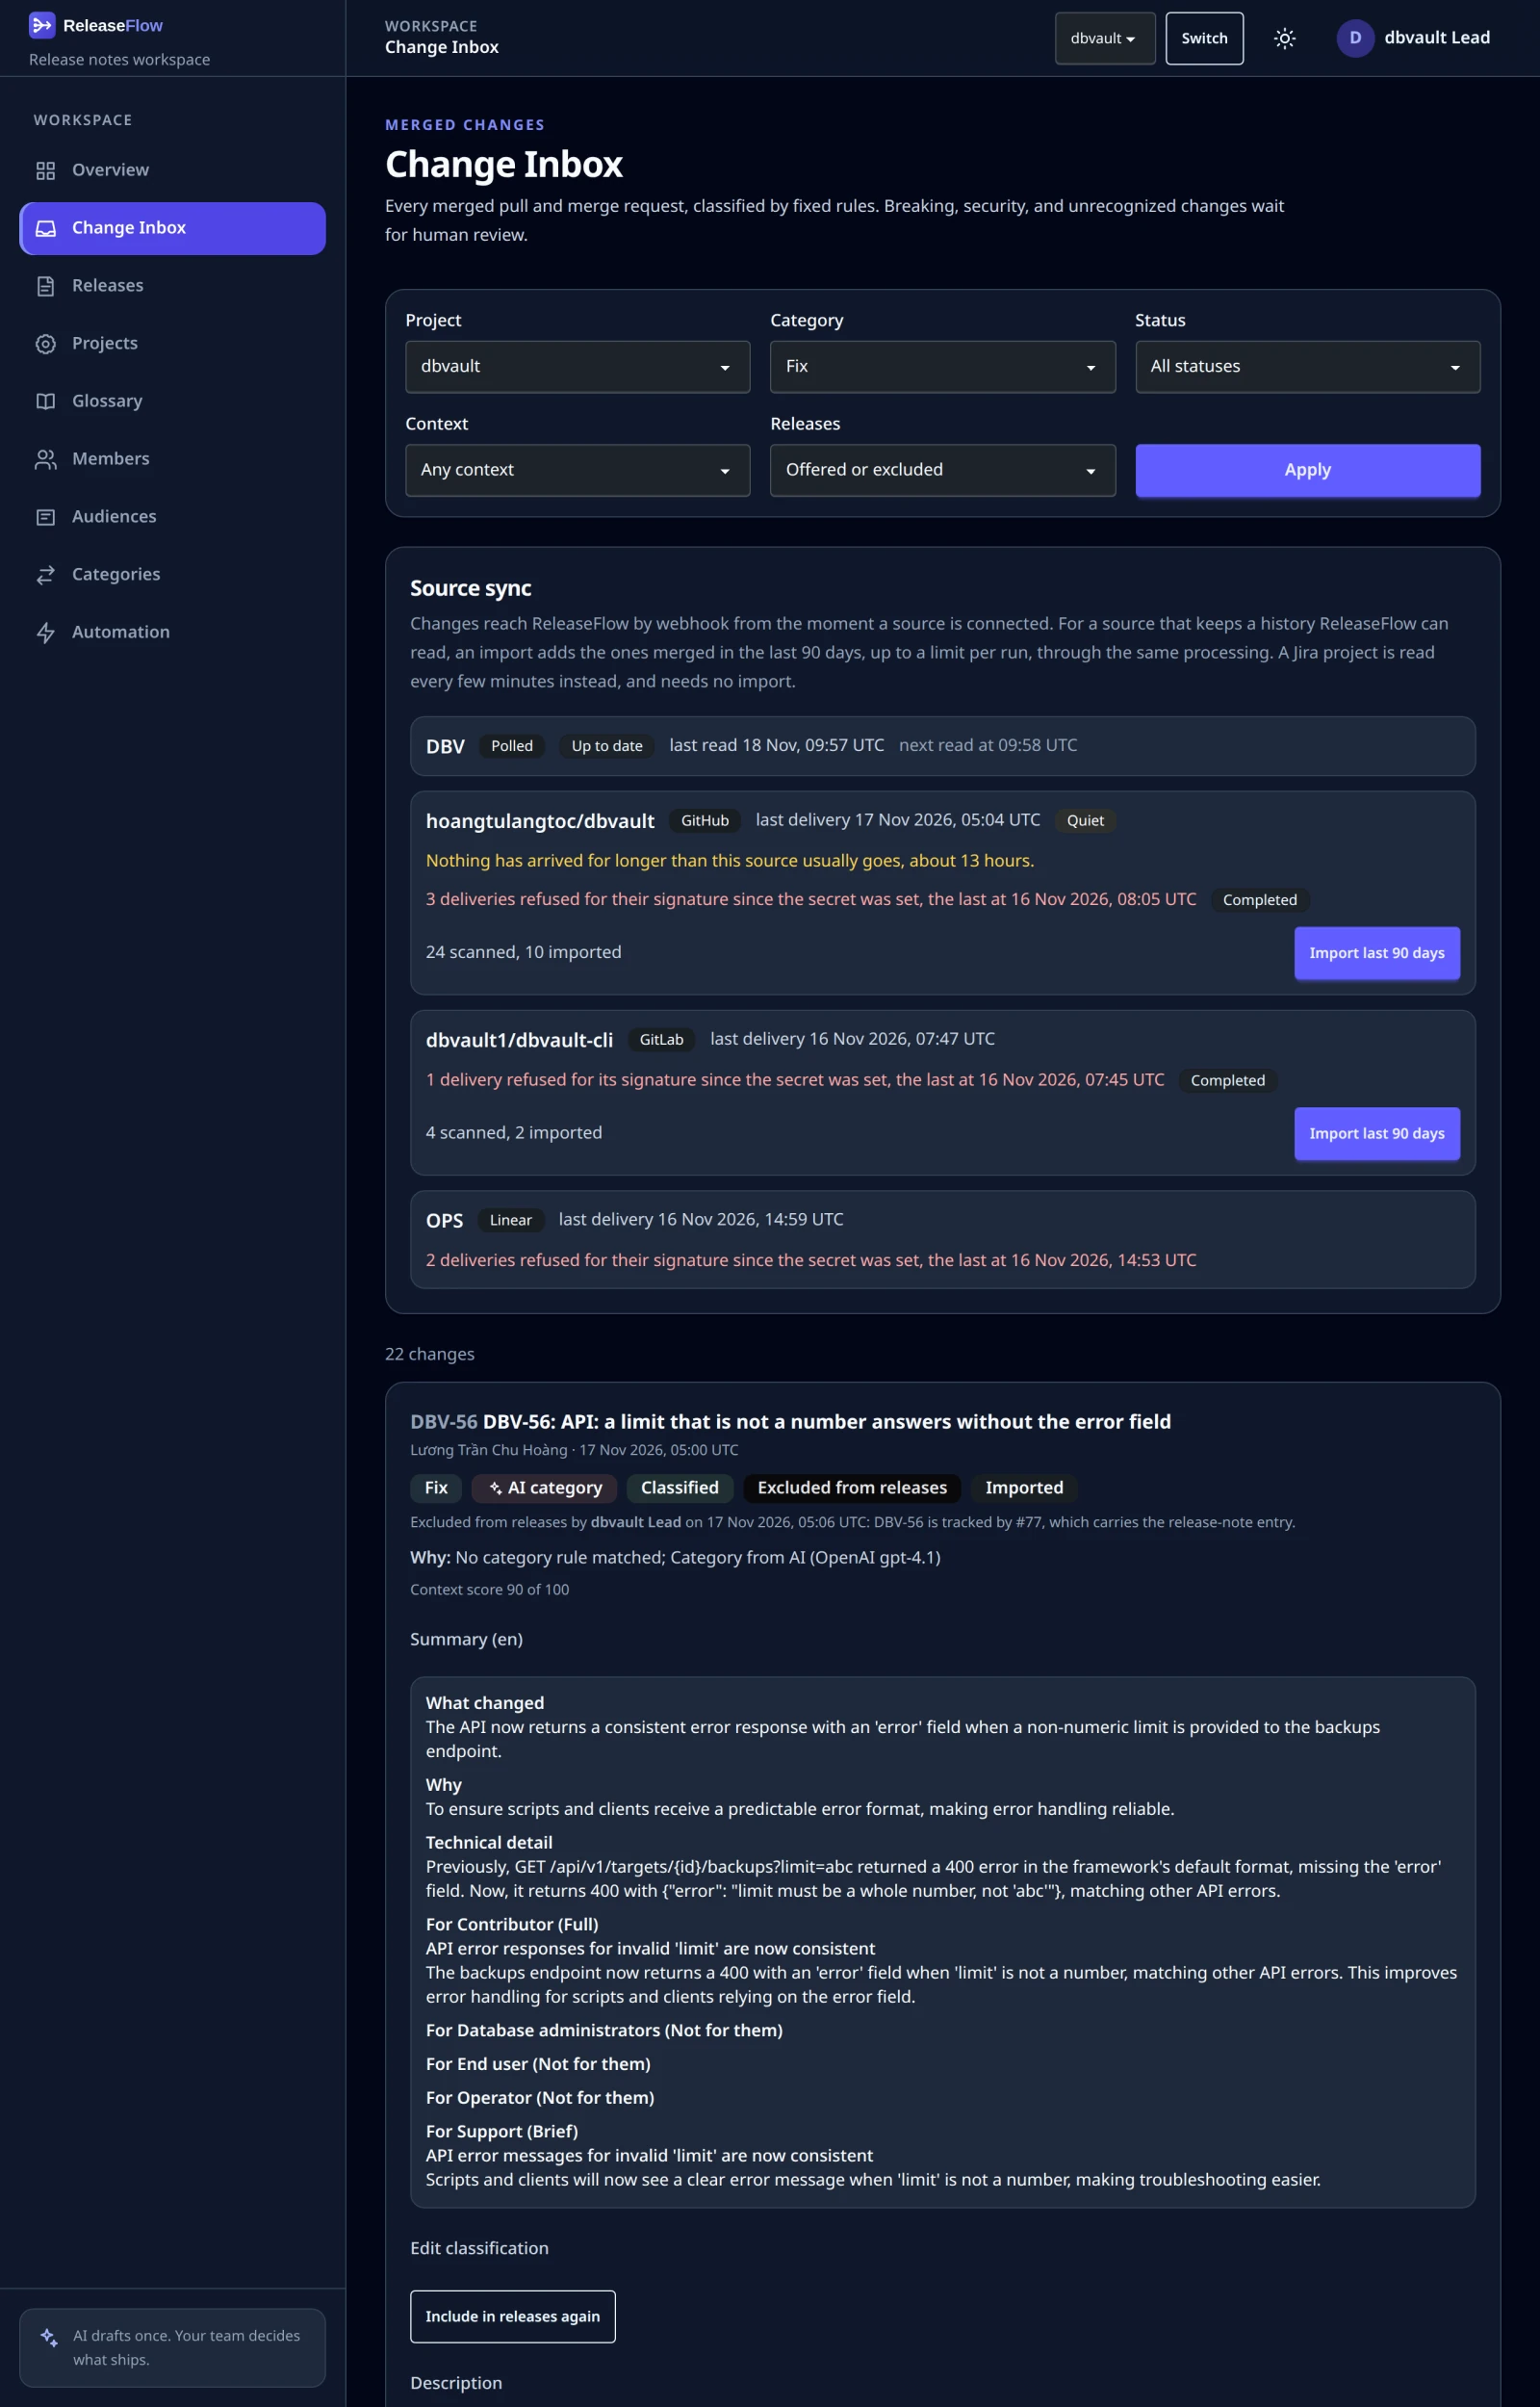 ReleaseFlow
Release notes workspace
WORKSPACE
Change Inbox
dbvault
Switch
D
dbvault Lead
WORKSPACE
Overview
Change Inbox
Releases
Projects
Glossary
Members
Audiences
Categories
Automation
AI drafts once. Your team decides
what ships.
MERGED CHANGES
Change Inbox
Every merged pull and merge request, classified by fixed rules. Breaking, security, and unrecognized changes wait
for human review.
Project
Category
Status
dbvault
Fix
All statuses
Context
Releases
Any context
Offered or excluded
Apply
Source sync
Changes reach ReleaseFlow by webhook from the moment a source is connected. For a source that keeps a history ReleaseFlow can
read, an import adds the ones merged in the last 90 days, up to a limit per run, through the same processing. A Jira project is read
every few minutes instead, and needs no import.
DBV Polled Up to date last read 18 Nov, 09:57 UTC next read at 09:58 UTC
hoangtulangtoc/dbvault GitHub last delivery 17 Nov 2026, 05:04 UTC Quiet
Nothing has arrived for longer than this source usually goes, about 13 hours.
3 deliveries refused for their signature since the secret was set, the last at 16 Nov 2026, 08:05 UTC Completed
24 scanned, 10 imported
Import last 90 days
dbvault1/dbvault-cli GitLab last delivery 16 Nov 2026, 07:47 UTC
1 delivery refused for its signature since the secret was set, the last at 16 Nov 2026, 07:45 UTC Completed
4 scanned, 2 imported
Import last 90 days
OPS Linear last delivery 16 Nov 2026, 14:59 UTC
2 deliveries refused for their signature since the secret was set, the last at 16 Nov 2026, 14:53 UTC
22 changes
DBV-56 DBV-56: API: a limit that is not a number answers without the error field
Lương Trần Chu Hoàng · 17 Nov 2026, 05:00 UTC
Fix AI category Classified Excluded from releases Imported
Excluded from releases by dbvault Lead on 17 Nov 2026, 05:06 UTC: DBV-56 is tracked by #77, which carries the release-note entry.
Why: No category rule matched; Category from AI (OpenAI gpt-4.1)
Context score 90 of 100
Summary (en)
What changed
The API now returns a consistent error response with an 'error' field when a non-numeric limit is provided to the backups
endpoint.
Why
To ensure scripts and clients receive a predictable error format, making error handling reliable.
Technical detail
Previously, GET /api/v1/targets/{id}/backups?limit=abc returned a 400 error in the framework's default format, missing the 'error'
field. Now, it returns 400 with {"error": "limit must be a whole number, not 'abc'"}, matching other API errors.
For Contributor (Full)
API error responses for invalid 'limit' are now consistent
The backups endpoint now returns a 400 with an 'error' field when 'limit' is not a number, matching other API errors. This improves
error handling for scripts and clients relying on the error field.
For Database administrators (Not for them)
For End user (Not for them)
For Operator (Not for them)
For Support (Brief)
API error messages for invalid 'limit' are now consistent
Scripts and clients will now see a clear error message when 'limit' is not a number, making troubleshooting easier.
Edit classification
Include in releases again
Description